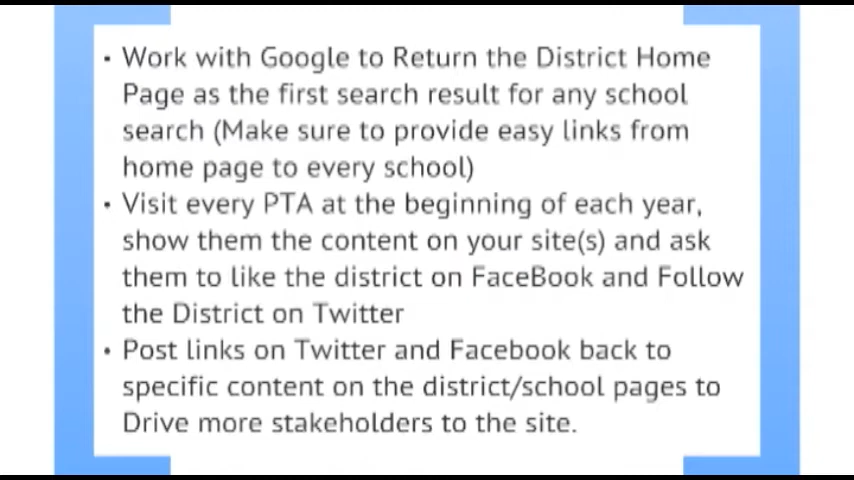 • Work with Google to Return the District Home
Page as the first search result for any school
search (Make sure to provide easy links from
home page to every school)
• Visit every PTA at the beginning of each year,
show them the content on your site(s) and ask
them to like the district on FaceBook and Follow
the District on Twitter
• Post links on Twitter and Facebook back to
specific content on the district/school pages to
Drive more stakeholders to the site.